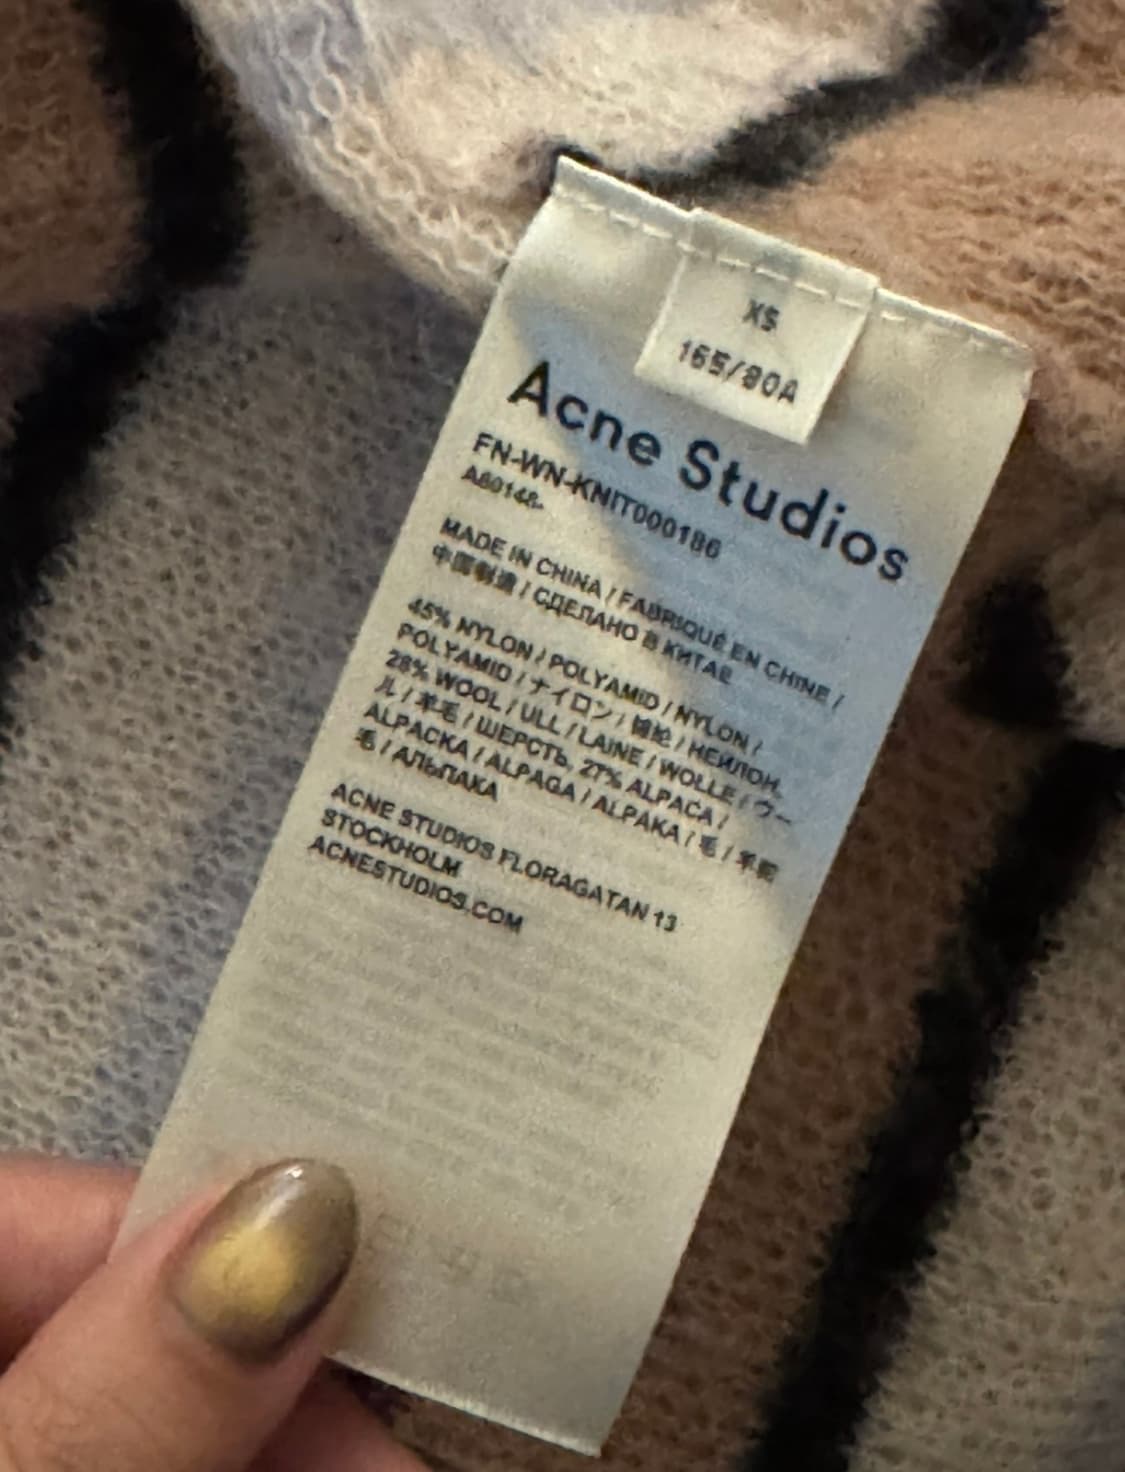 XS
165/80A
Acne Studios
FN-WN-KNIT000186
MADE IN CHINA / FABRIQUÉ EN CHINE /
中国制造 / СДЕЛАНО В КИТАЕ
45% NYLON / POLYAMID / NYLON /
POLYAMID / ナイロン / 锦纶 / НЕЙЛОН,
28% WOOL / ULL / LAINE / WOLLE / ウー
ル / 羊毛 / ШЕРСТЬ, 27% ALPACA /
ALPACKA / ALPAGA / ALPAKA / 毛 / 羊驼
毛 / АЛЬПАКА
ACNE STUDIOS FLORAGATAN 13
STOCKHOLM
ACNESTUDIOS.COM